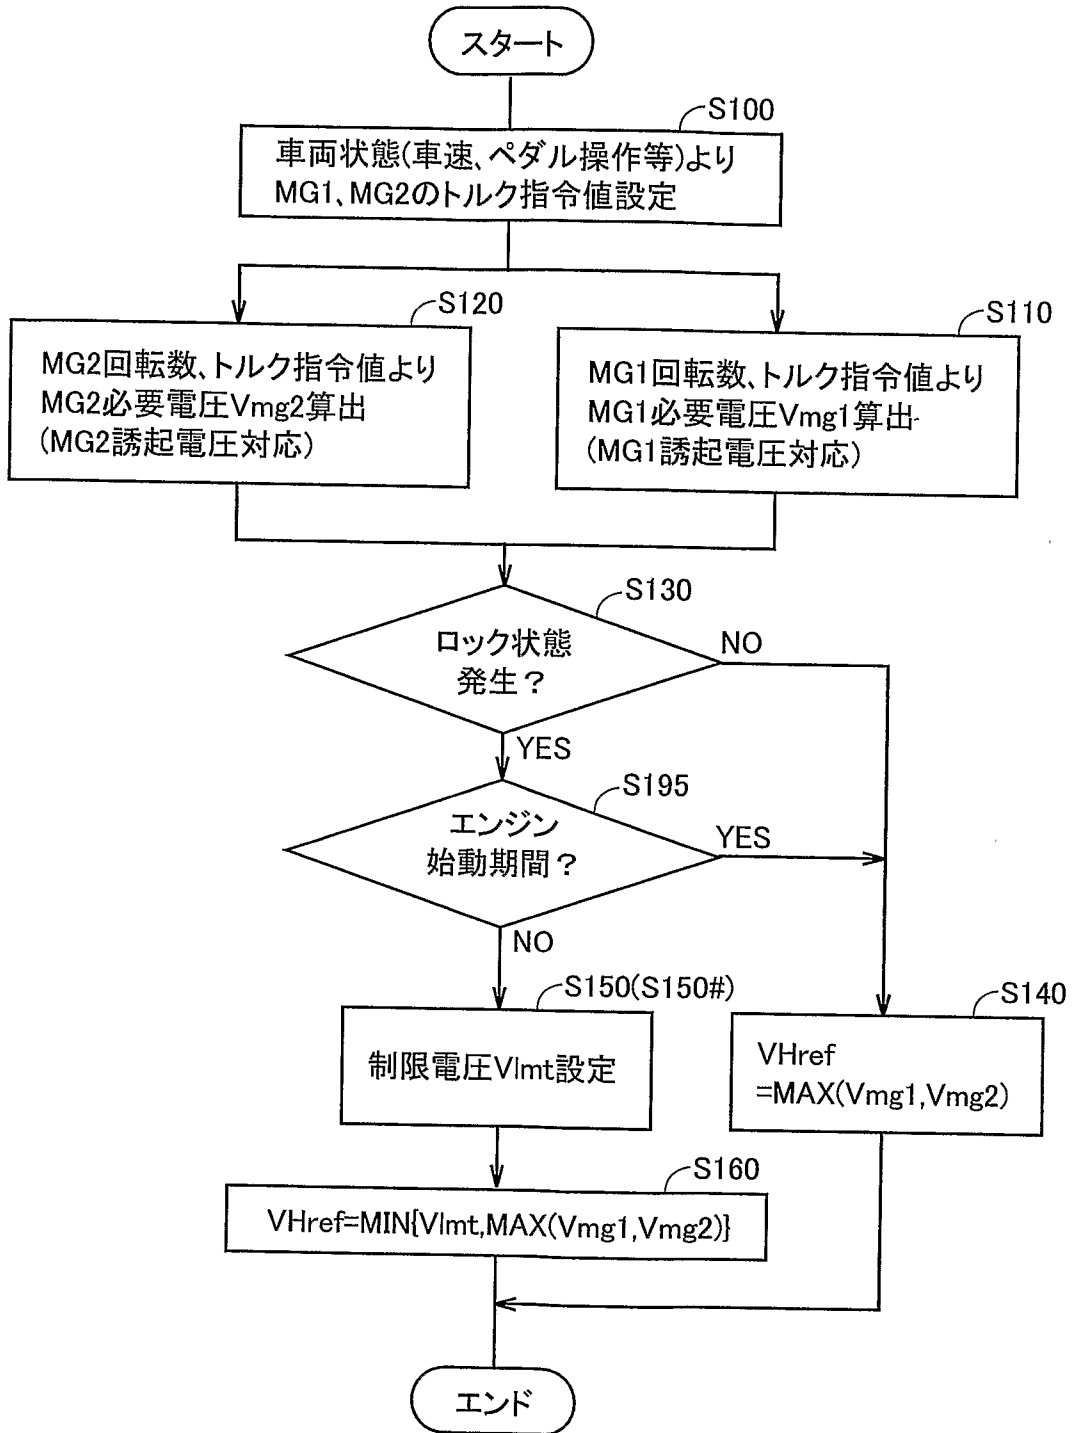 スタート
S100
車両状態(車速、ペダル操作等)より
MG1、MG2のトルク指令値設定
S120
MG2回転数、トルク指令値より
MG2必要電圧Vmg2算出
(MG2誘起電圧対応)
S110
MG1回転数、トルク指令値より
MG1必要電圧Vmg1算出
(MG1誘起電圧対応)
S130
ロック状態
発生？
NO
YES
S195
エンジン
始動期間？
YES
NO
S150(S150#)
制限電圧Vlmt設定
S140
VHref
=MAX(Vmg1,Vmg2)
S160
VHref=MIN{Vlmt,MAX(Vmg1,Vmg2)}
エンド